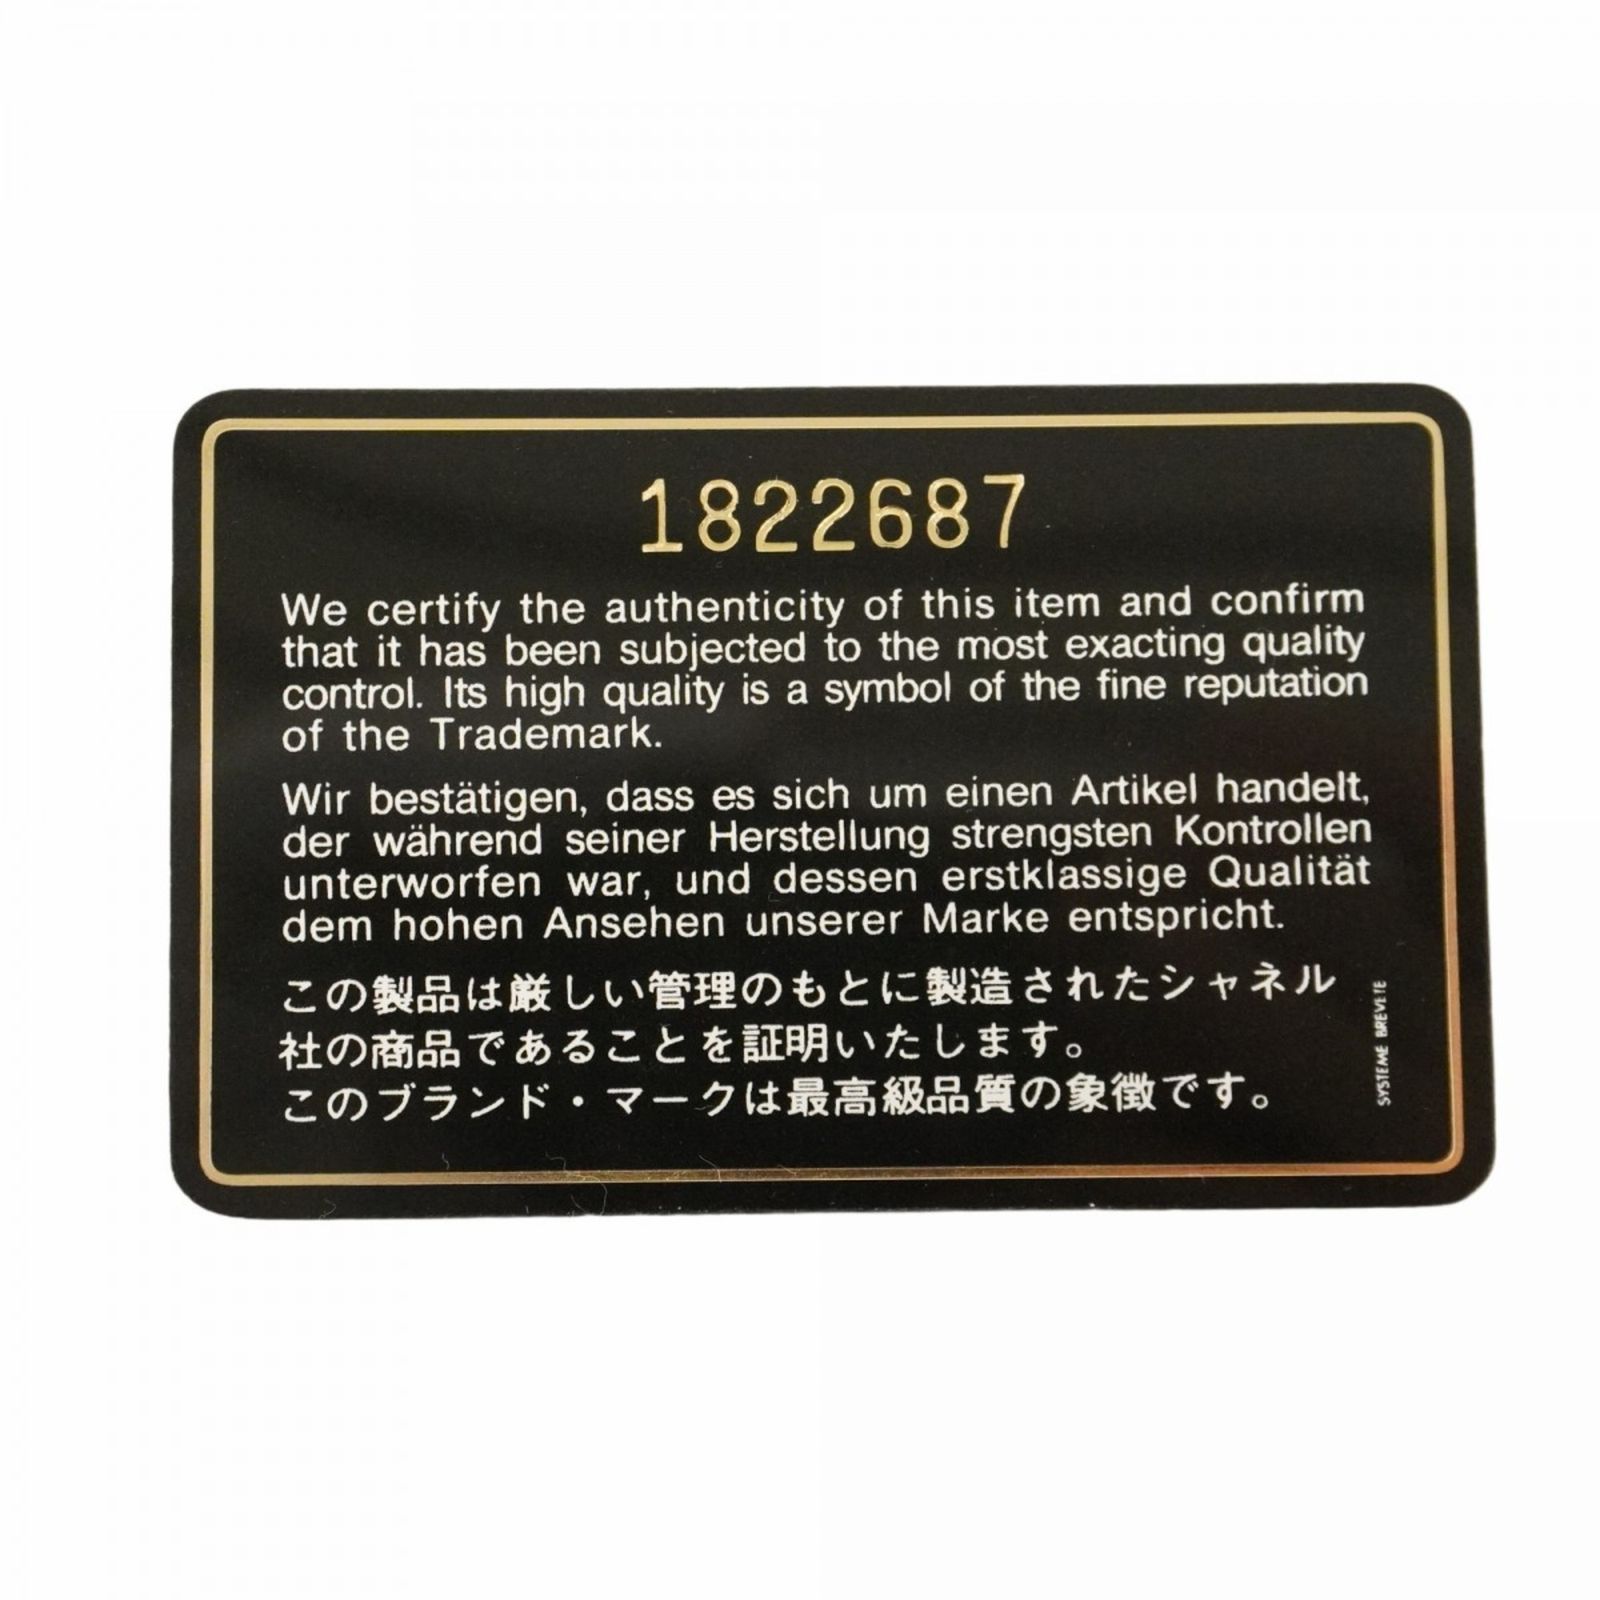 1822687
We certify the authenticity of this item and confirm
that it has been subjected to the most exacting quality
control. Its high quality is a symbol of the fine reputation
of the Trademark.
Wir bestätigen, dass es sich um einen Artikel handelt,
der während seiner Herstellung strengsten Kontrollen
unterworfen war, und dessen erstklassige Qualität
dem hohen Ansehen unserer Marke entspricht.
この製品は厳しい管理のもとに製造されたシャネル
社の商品であることを証明いたします。
このブランド・マークは最高級品質の象徴です。
SYSTEME BREVETE